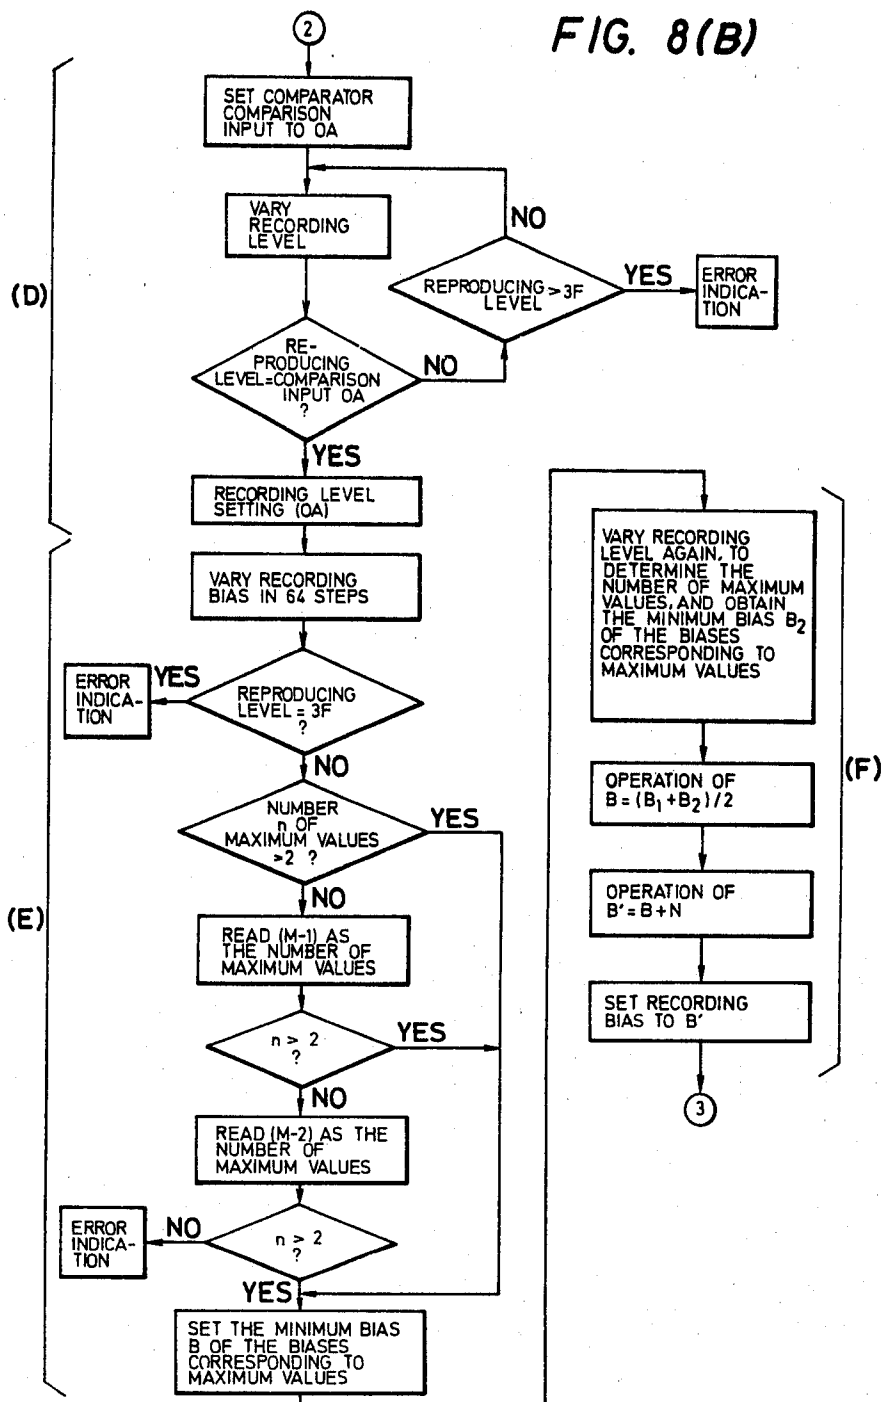 FIG. 8(B)
2
SET COMPARATOR
COMPARISON
INPUT TO OA
VARY
RECORDING
LEVEL
NO
REPRODUCING
LEVEL > 3F
YES
ERROR
INDICA-
TION
(D)
RE-
PRODUCING
LEVEL=COMPARISON
INPUT OA
?
NO
YES
RECORDING LEVEL
SETTING (OA)
VARY RECORDING
BIAS IN 64 STEPS
REPRODUCING
LEVEL = 3F
?
YES
ERROR
INDICA-
TION
NO
NUMBER
n OF
MAXIMUM VALUES
>2 ?
YES
NO
(E)
READ (M-1) AS
THE NUMBER OF
MAXIMUM VALUES
n > 2
?
YES
NO
READ (M-2) AS THE
NUMBER OF
MAXIMUM VALUES
n > 2
?
NO
ERROR
INDICA-
TION
YES
SET THE MINIMUM BIAS
B OF THE BIASES
CORRESPONDING TO
MAXIMUM VALUES
VARY RECORDING
LEVEL AGAIN, TO
DETERMINE THE
NUMBER OF MAXIMUM
VALUES, AND OBTAIN
THE MINIMUM BIAS B₂
OF THE BIASES
CORRESPONDING TO
MAXIMUM VALUES
(F)
OPERATION OF
B = (B₁+B₂)/2
OPERATION OF
B' = B + N
SET RECORDING
BIAS TO B'
3